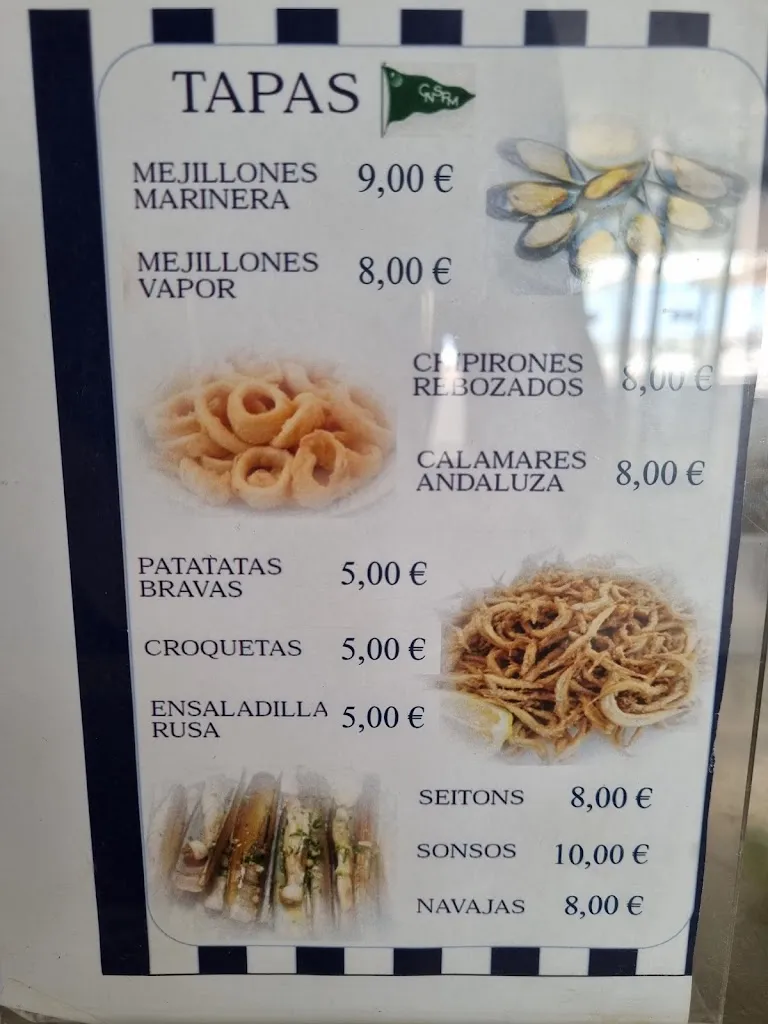 TAPAS
CNSPM
MEJILLONES 9,00 €
MARINERA
MEJILLONES 8,00 €
VAPOR
CHIPIRONES 8,00 €
REBOZADOS
CALAMARES 8,00 €
ANDALUZA
PATATATAS 5,00 €
BRAVAS
CROQUETAS 5,00 €
ENSALADILLA 5,00 €
RUSA
SEITONS 8,00 €
SONSOS 10,00 €
NAVAJAS 8,00 €